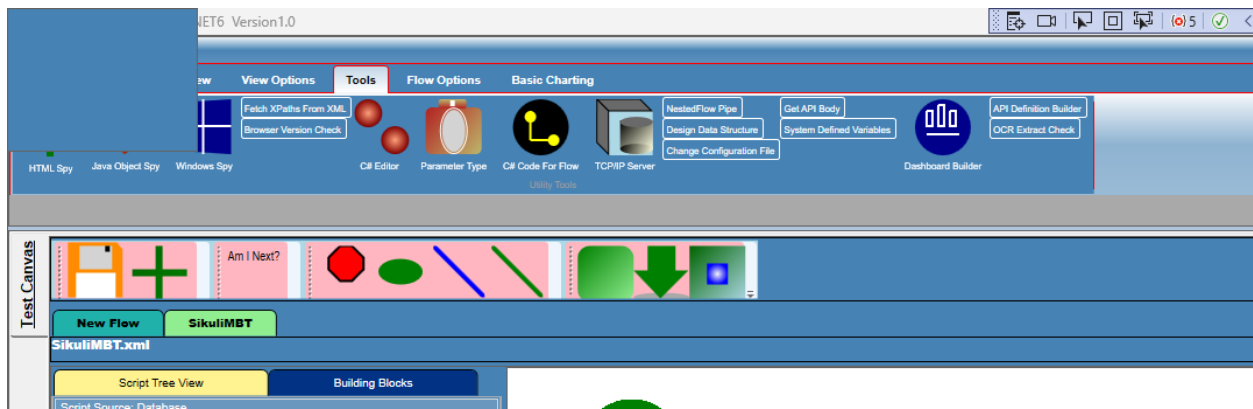 NET6 Version1.0
5
View Options Tools Flow Options Basic Charting
Fetch XPaths From XML
Browser Version Check
NestedFlow Pipe
Design Data Structure
Change Configuration File
Get API Body
System Defined Variables
API Definition Builder
OCR Extract Check
HTML Spy Java Object Spy Windows Spy C# Editor Parameter Type C# Code For Flow TCP/IP Server Dashboard Builder
Utility Tools
Test Canvas
Am I Next?
New Flow SikuliMBT
SikuliMBT.xml
Script Tree View Building Blocks
Script Source: Database